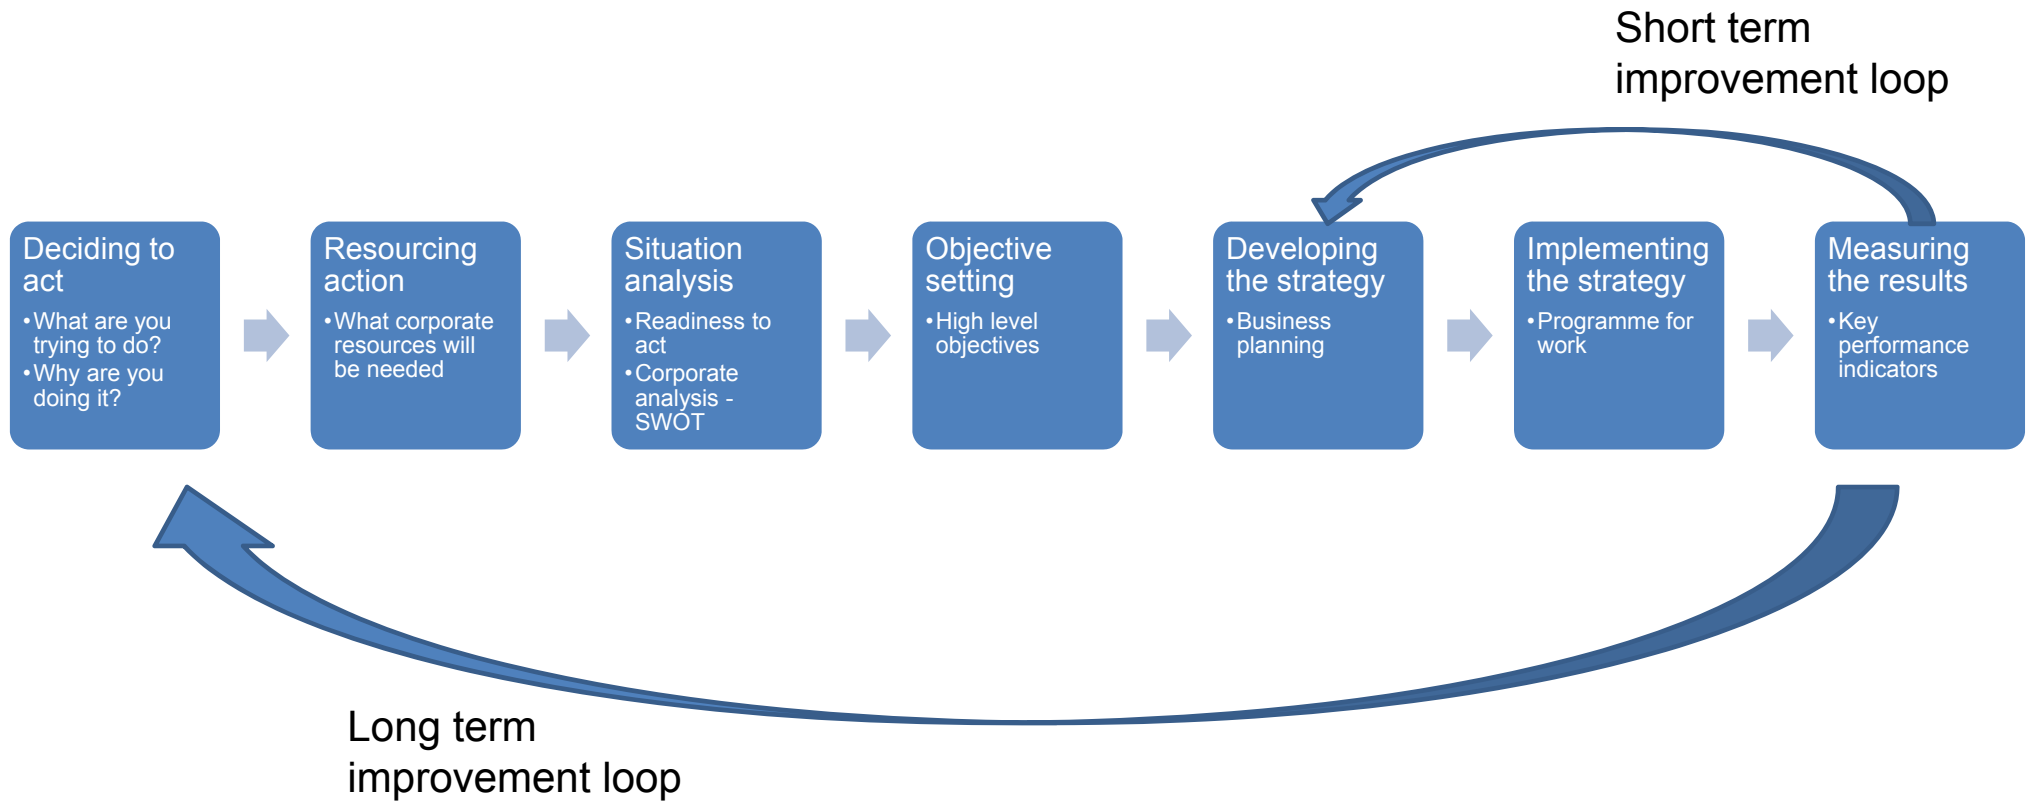 Short term
improvement loop
Deciding to
act
•What are you
trying to do?
•Why are you
doing it?
Resourcing
action
•What corporate
resources will
be needed
Situation
analysis
•Readiness to
act
•Corporate
analysis -
SWOT
Objective
setting
•High level
objectives
Developing
the strategy
•Business
planning
Implementing
the strategy
•Programme for
work
Measuring
the results
•Key
performance
indicators
Long term
improvement loop